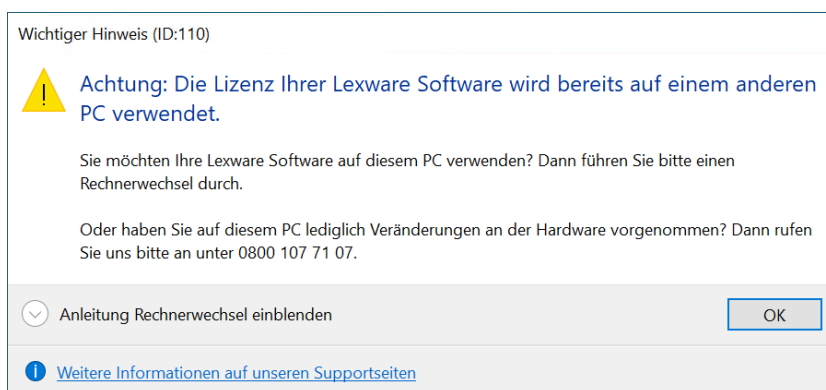 Wichtiger Hinweis (ID:110)
Achtung: Die Lizenz Ihrer Lexware Software wird bereits auf einem anderen
PC verwendet.
Sie möchten Ihre Lexware Software auf diesem PC verwenden? Dann führen Sie bitte einen
Rechnerwechsel durch.
Oder haben Sie auf diesem PC lediglich Veränderungen an der Hardware vorgenommen? Dann rufen
Sie uns bitte an unter 0800 107 71 07.
Anleitung Rechnerwechsel einblenden
OK
Weitere Informationen auf unseren Supportseiten